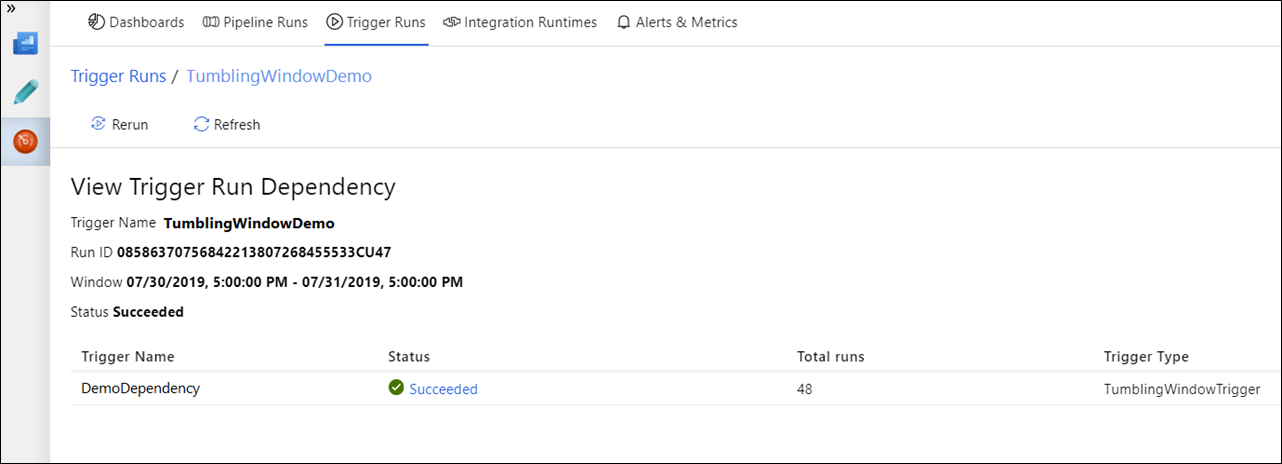 »
Dashboards Pipeline Runs Trigger Runs Integration Runtimes Alerts & Metrics
Trigger Runs / TumblingWindowDemo
Rerun Refresh
View Trigger Run Dependency
Trigger Name TumblingWindowDemo
Run ID 08586370756842213807268455533CU47
Window 07/30/2019, 5:00:00 PM - 07/31/2019, 5:00:00 PM
Status Succeeded
Trigger Name Status Total runs Trigger Type
DemoDependency Succeeded 48 TumblingWindowTrigger